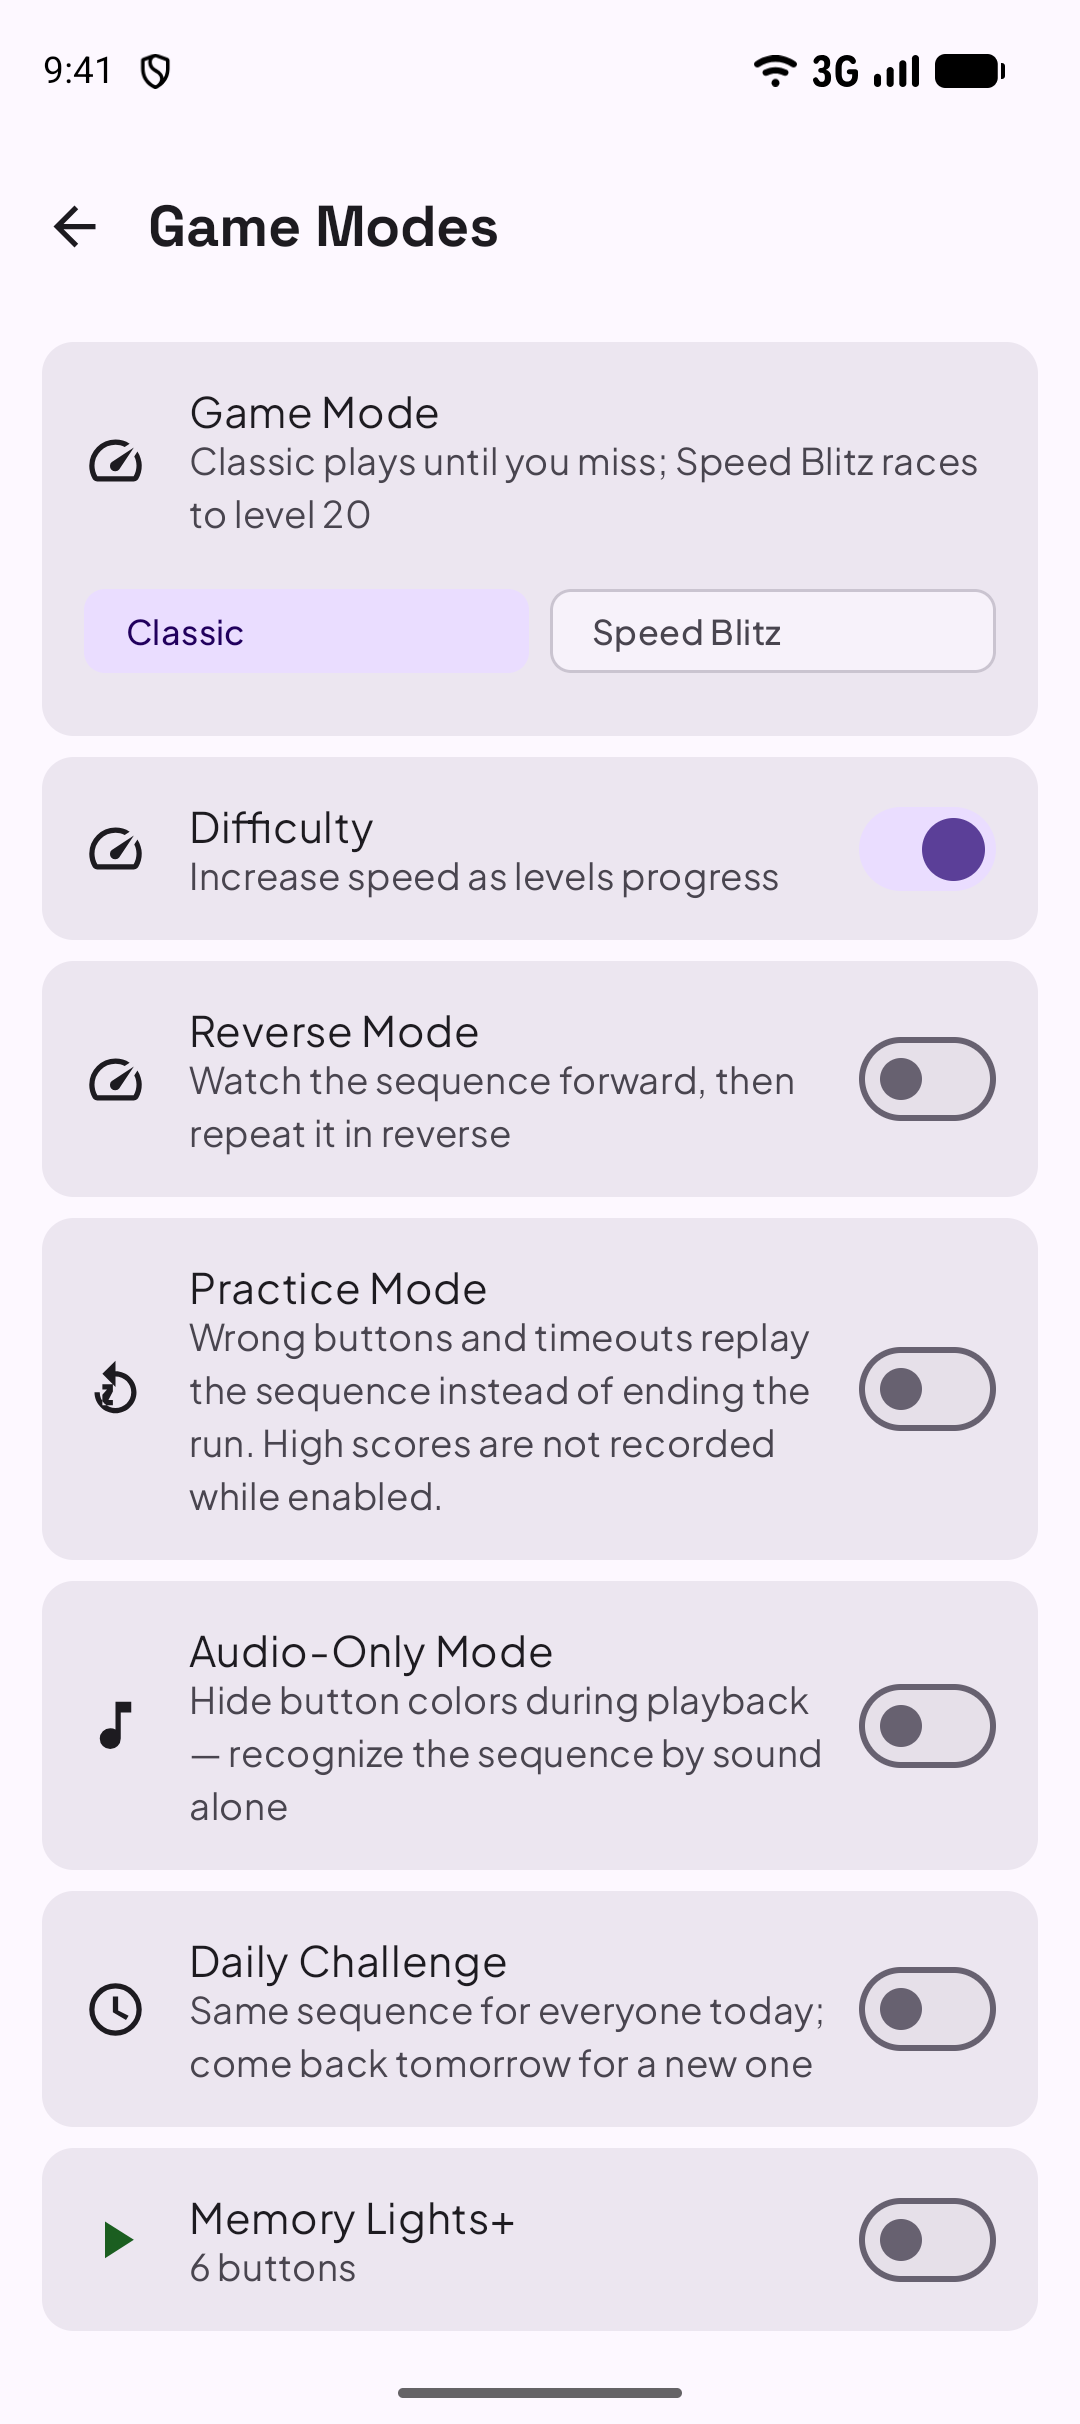 9:41
3G
Game Modes
Game Mode
Classic plays until you miss; Speed Blitz races
to level 20
Classic
Speed Blitz
Difficulty
Increase speed as levels progress
Reverse Mode
Watch the sequence forward, then
repeat it in reverse
Practice Mode
Wrong buttons and timeouts replay
the sequence instead of ending the
run. High scores are not recorded
while enabled.
Audio-Only Mode
Hide button colors during playback
— recognize the sequence by sound
alone
Daily Challenge
Same sequence for everyone today;
come back tomorrow for a new one
Memory Lights+
6 buttons